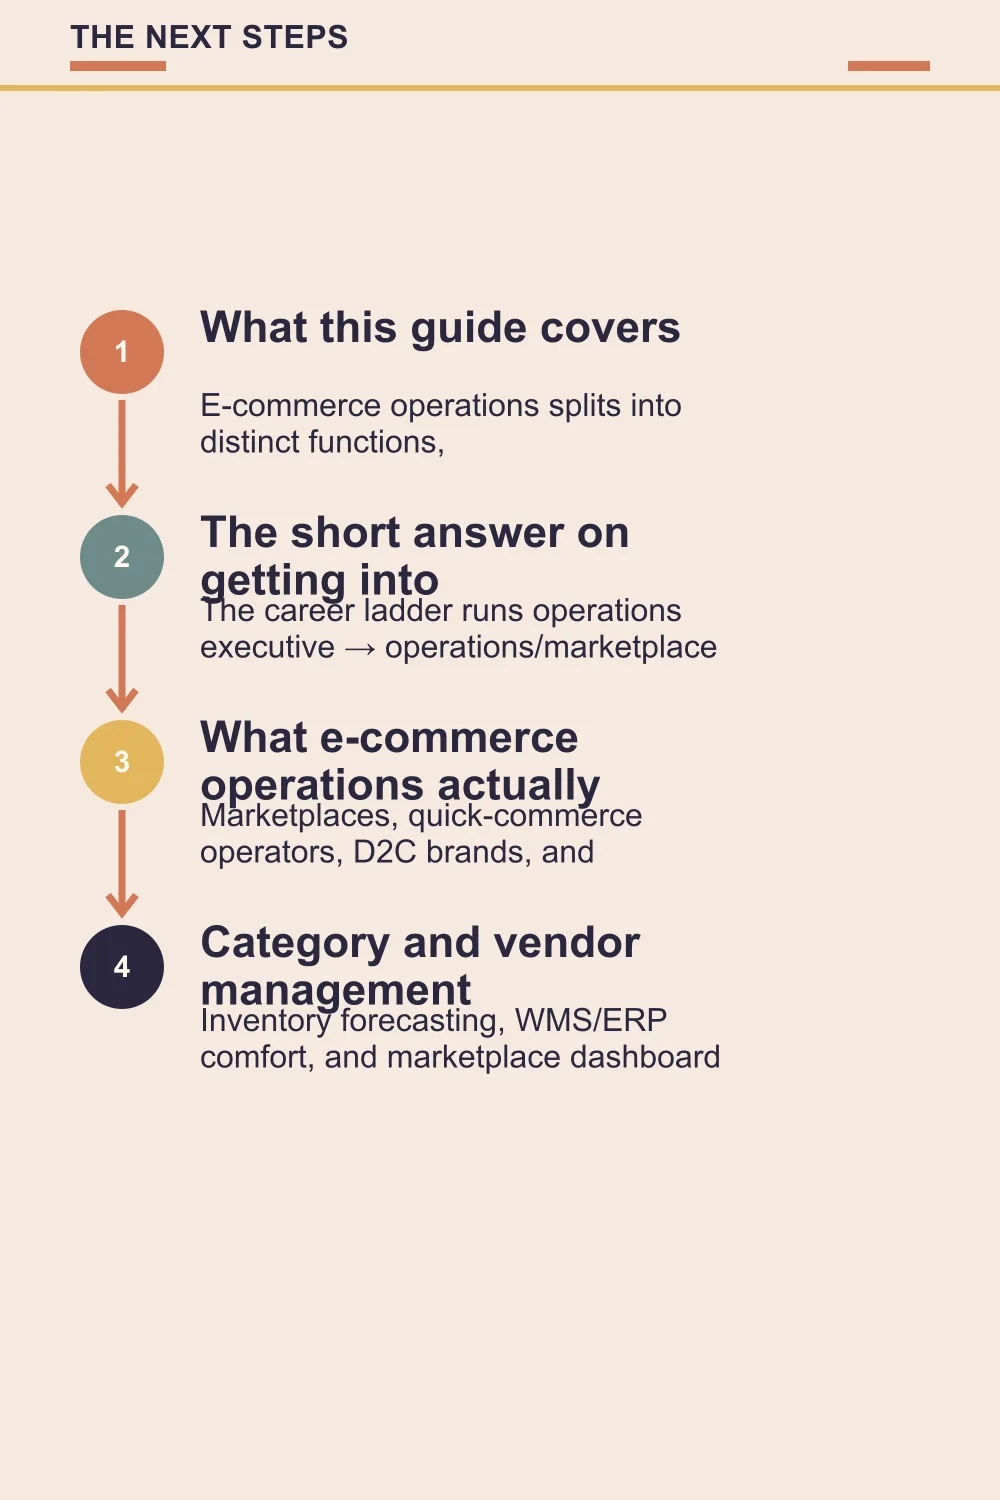 THE NEXT STEPS
1
What this guide covers
E-commerce operations splits into
distinct functions,
2
The short answer on
getting into
The career ladder runs operations
executive → operations/marketplace
3
What e-commerce
operations actually
Marketplaces, quick-commerce
operators, D2C brands, and
4
Category and vendor
management
Inventory forecasting, WMS/ERP
comfort, and marketplace dashboard